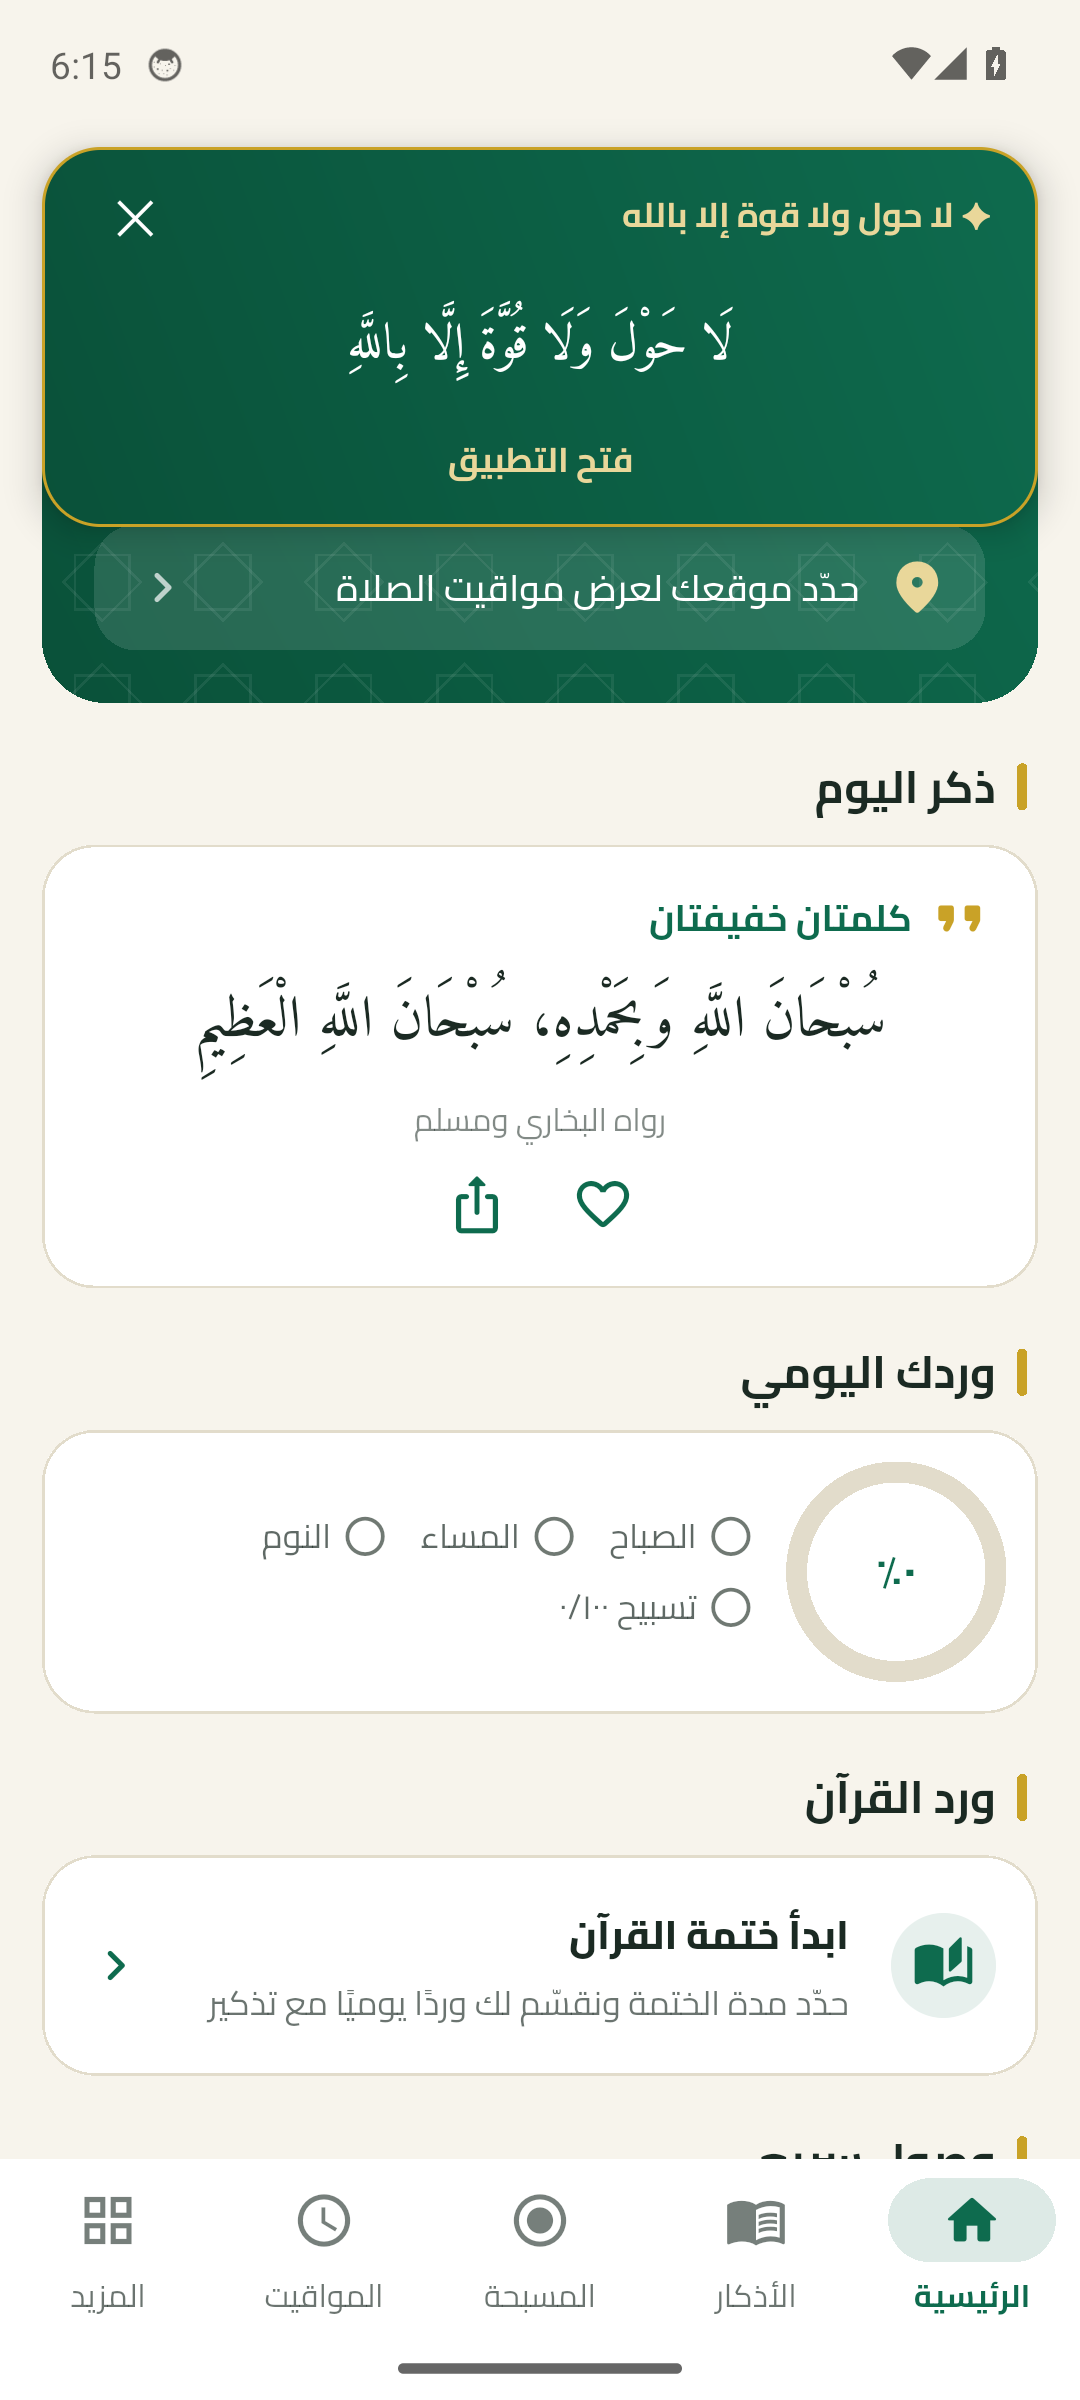 6:15
لا حول ولا قوة إلا بالله
لَا حَوْلَ وَلَا قُوَّةَ إِلَّا بِاللَّهِ
فتح التطبيق
حدّد موقعك لعرض مواقيت الصلاة
ذكر اليوم
كلمتان خفيفتان
سُبْحَانَ اللَّهِ وَبِحَمْدِهِ، سُبْحَانَ اللَّهِ الْعَظِيمِ
رواه البخاري ومسلم
وردك اليومي
الصباح
المساء
النوم
٠٪
تسبيح ٠/١٠٠
ورد القرآن
ابدأ ختمة القرآن
حدّد مدة الختمة ونقسّم لك وردًا يوميًا مع تذكير
وصول سريع
الرئيسية
الأذكار
المسبحة
المواقيت
المزيد